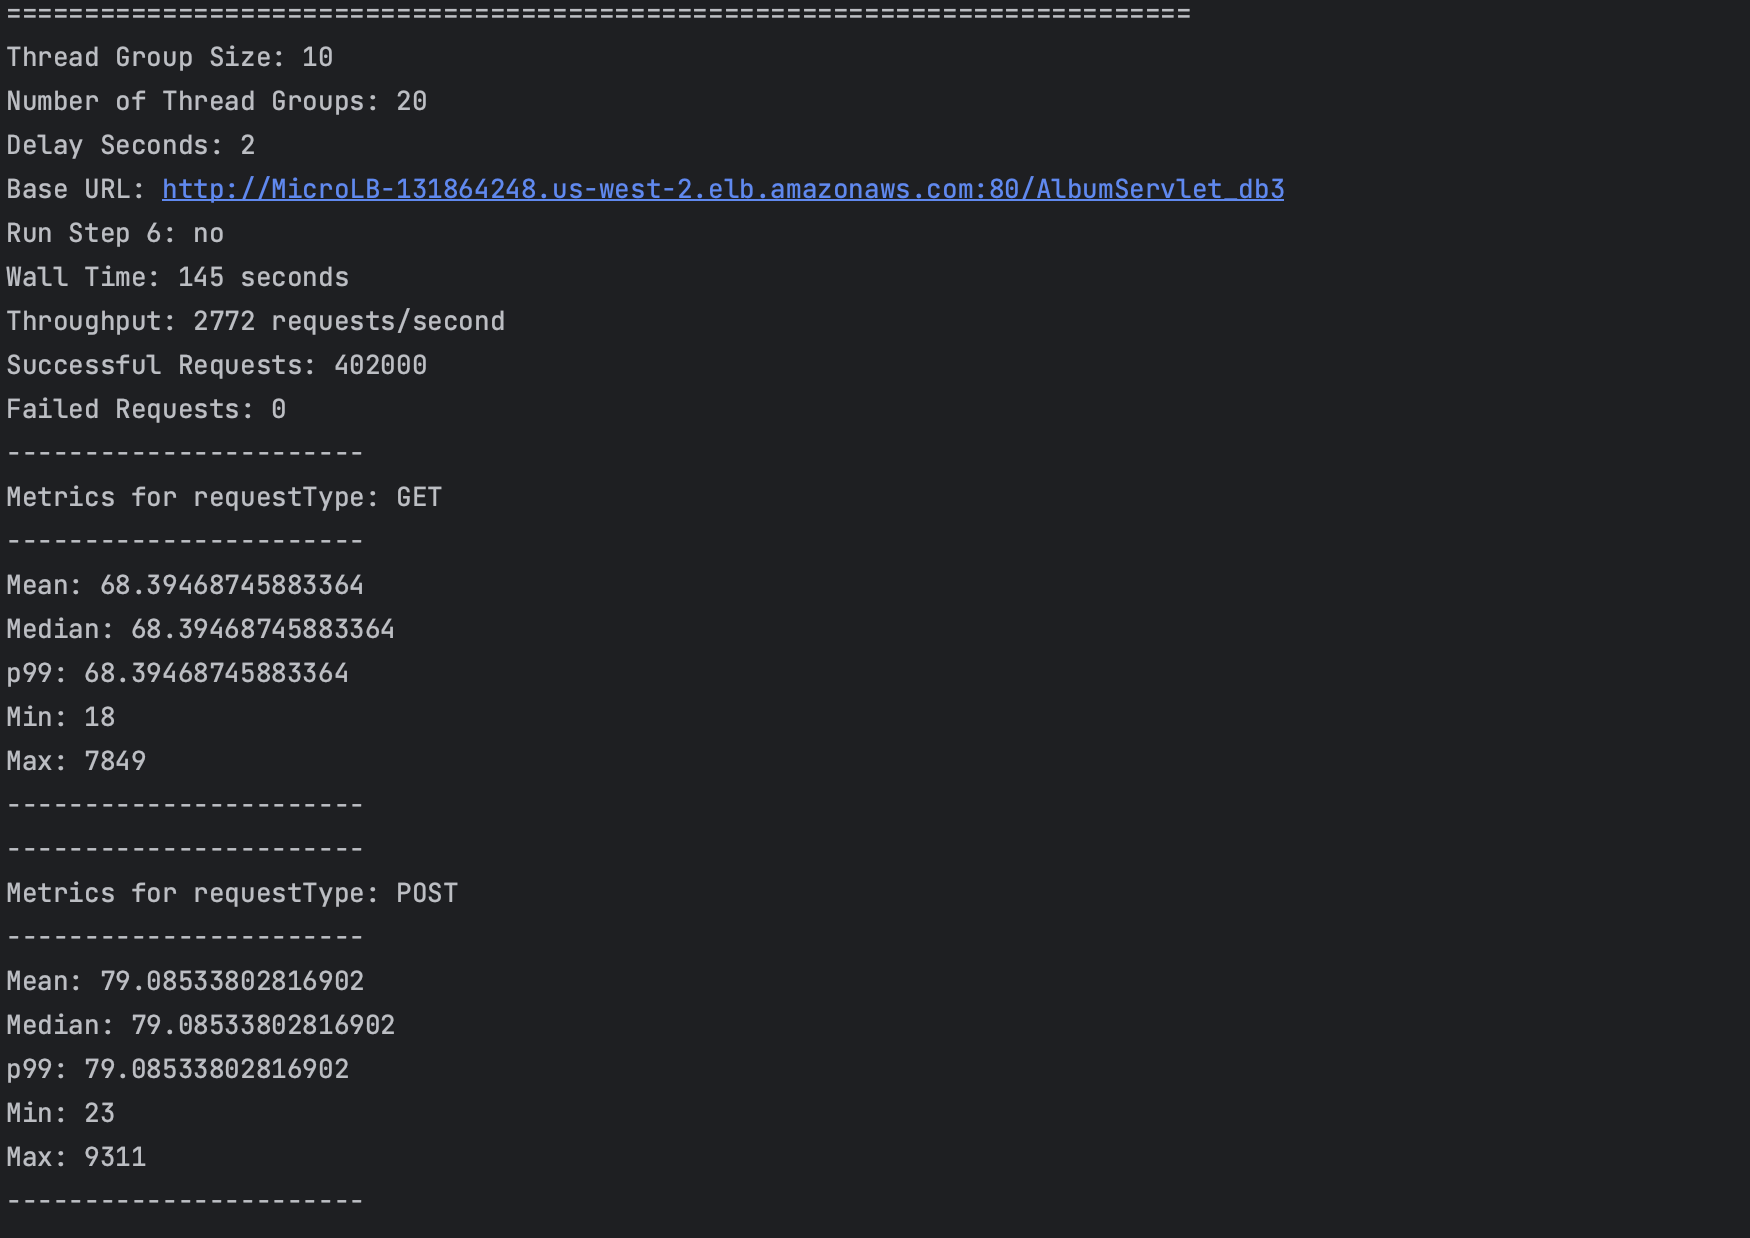 ============================================================================
Thread Group Size: 10
Number of Thread Groups: 20
Delay Seconds: 2
Base URL: http://MicroLB-131864248.us-west-2.elb.amazonaws.com:80/AlbumServlet_db3
Run Step 6: no
Wall Time: 145 seconds
Throughput: 2772 requests/second
Successful Requests: 402000
Failed Requests: 0
-----------------------
Metrics for requestType: GET
-----------------------
Mean: 68.39468745883364
Median: 68.39468745883364
p99: 68.39468745883364
Min: 18
Max: 7849
-----------------------
-----------------------
Metrics for requestType: POST
-----------------------
Mean: 79.08533802816902
Median: 79.08533802816902
p99: 79.08533802816902
Min: 23
Max: 9311
-----------------------